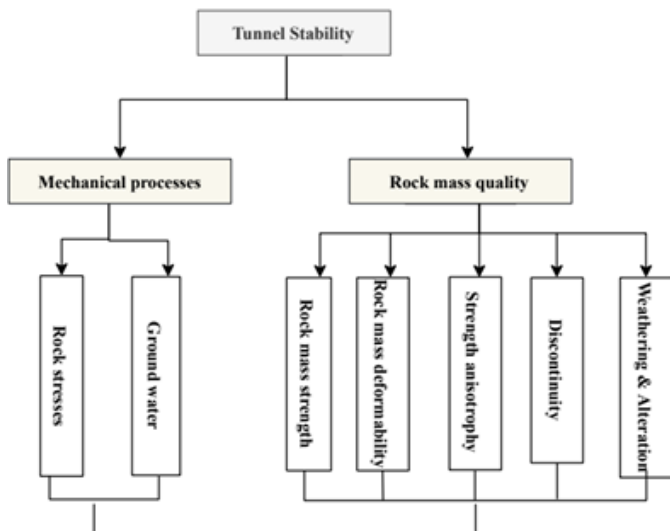 Tunnel Stability
Mechanical processes
Rock mass quality
Rock stresses
Ground water
Rock mass strength
Rock mass deformability
Strength anisotrophy
Discontinuity
Weathering & Alteration